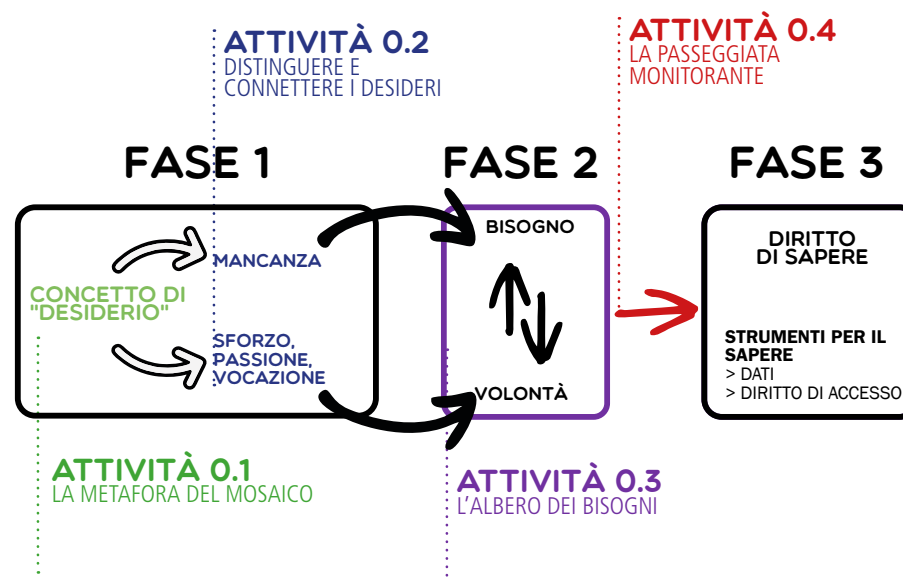 ATTIVITÀ 0.2
DISTINGUERE E
CONNETTERE I DESIDERI
ATTIVITÀ 0.4
LA PASSEGGIATA
MONITORANTE
FASE 1
FASE 2
FASE 3
CONCETTO DI
"DESIDERIO"
MANCANZA
SFORZO,
PASSIONE,
VOCAZIONE
BISOGNO
VOLONTÀ
DIRITTO
DI SAPERE
STRUMENTI PER IL
SAPERE
> DATI
> DIRITTO DI ACCESSO
ATTIVITÀ 0.1
LA METAFORA DEL MOSAICO
ATTIVITÀ 0.3
L'ALBERO DEI BISOGNI